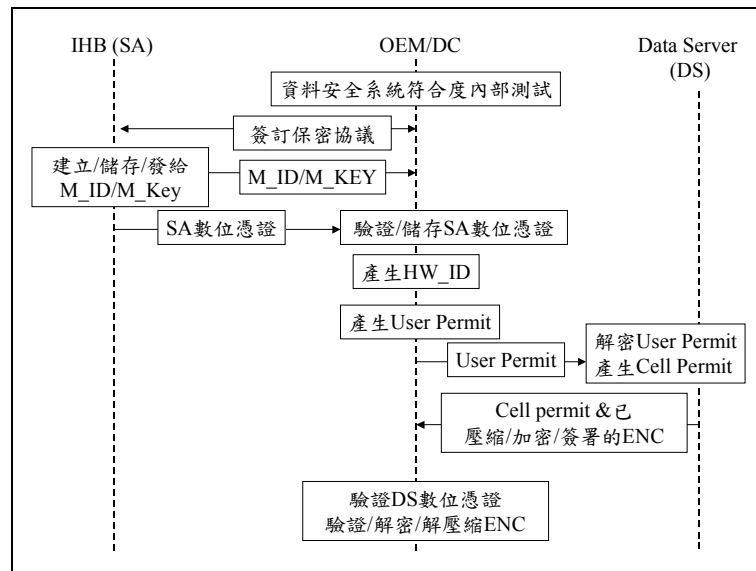 IHB (SA)
OEM/DC
Data Server
(DS)
資料安全系統符合度內部測試
簽訂保密協議
建立/儲存/發給
M_ID/M_Key
M_ID/M_KEY
SA數位憑證
驗證/儲存SA數位憑證
產生HW_ID
產生User Permit
User Permit
解密User Permit
產生Cell Permit
Cell permit &已
壓縮/加密/簽署的ENC
驗證DS數位憑證
驗證/解密/解壓縮ENC